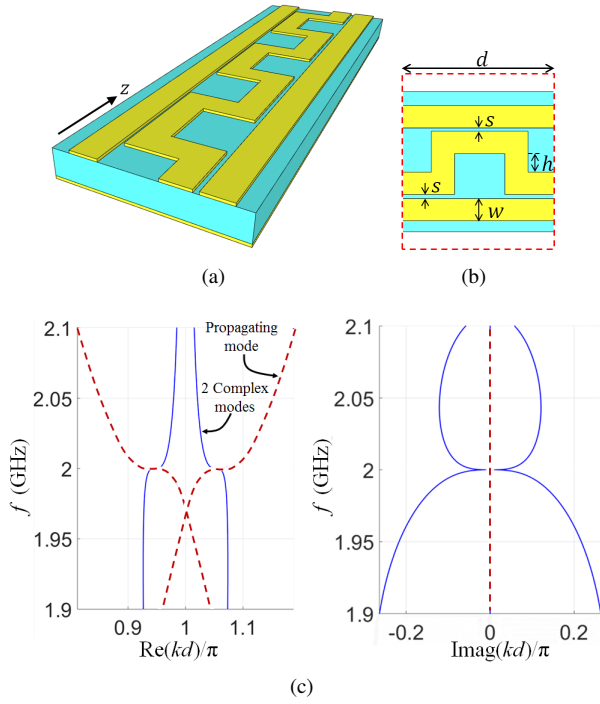 z
(a)
d
s
h
s
w
(b)
2.1
2.05
2
1.95
1.9
f (GHz)
Propagating
mode
2 Complex
modes
0.9
1
1.1
Re(kd)/π
2.1
2.05
2
1.95
1.9
f (GHz)
-0.2
0
0.2
Imag(kd)/π
(c)